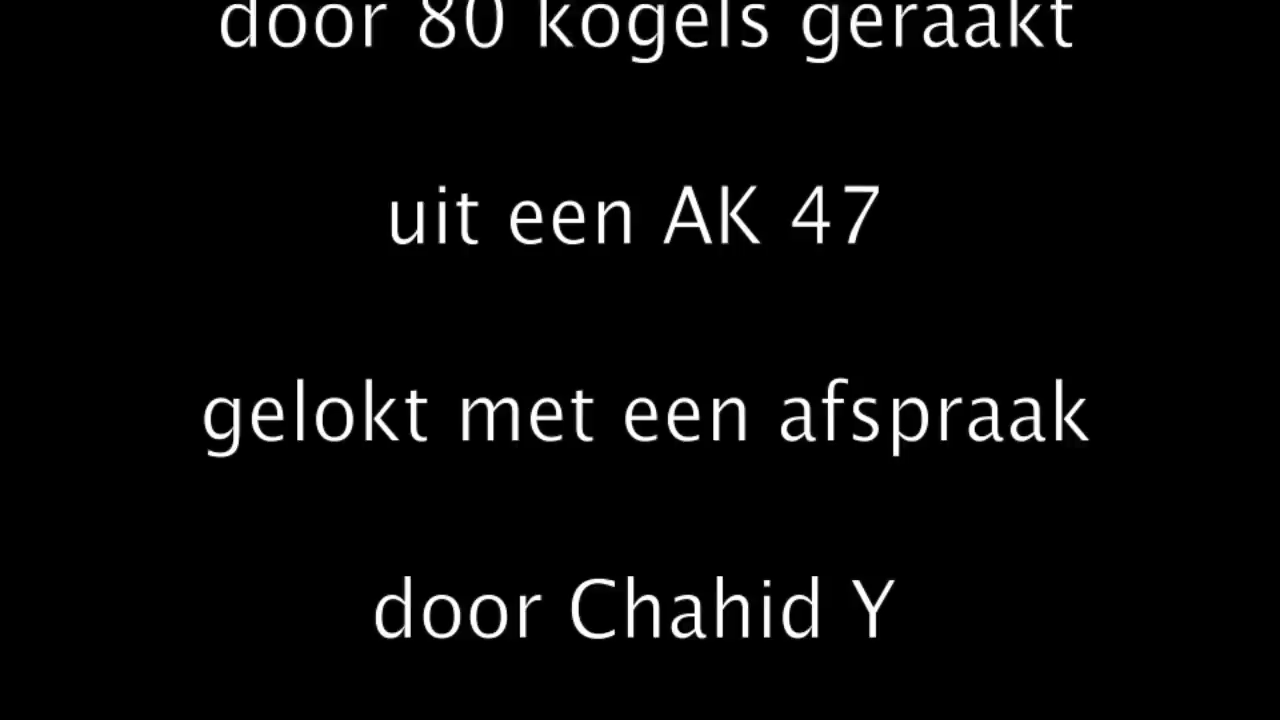 door 80 kogels geraakt
uit een AK 47
gelokt met een afspraak
door Chahid Y